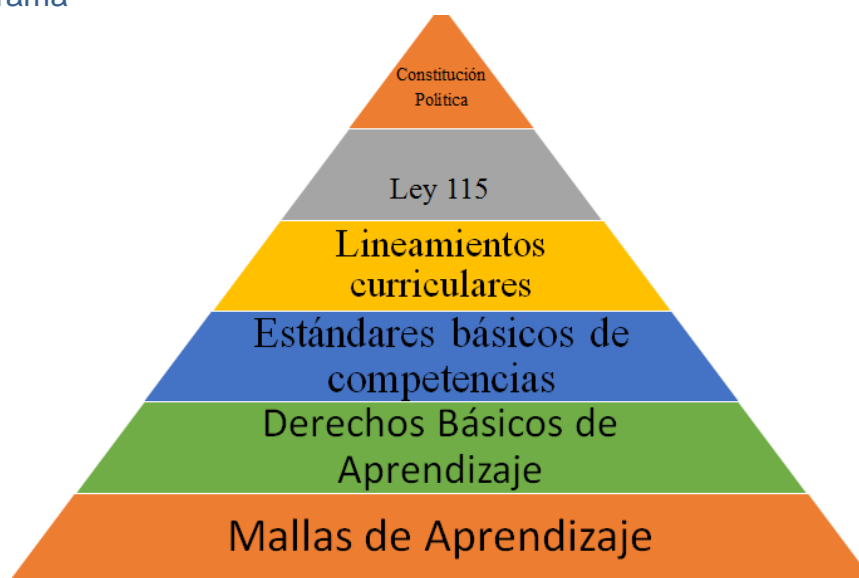 Constitución
Política
Ley 115
Lineamientos
curriculares
Estándares básicos de
competencias
Derechos Básicos de
Aprendizaje
Mallas de Aprendizaje